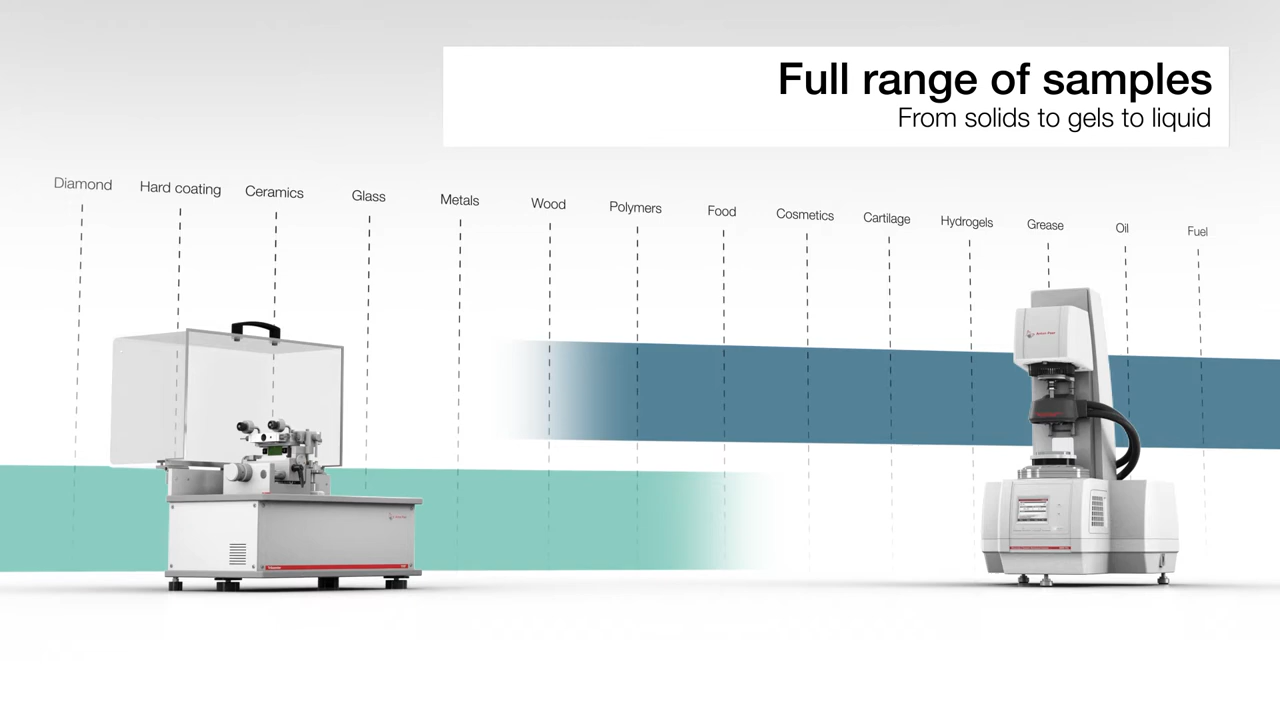 Full range of samples
From solids to gels to liquid
Diamond
Hard coating
Ceramics
Glass
Metals
Wood
Polymers
Food
Cosmetics
Cartilage
Hydrogels
Grease
Oil
Fuel